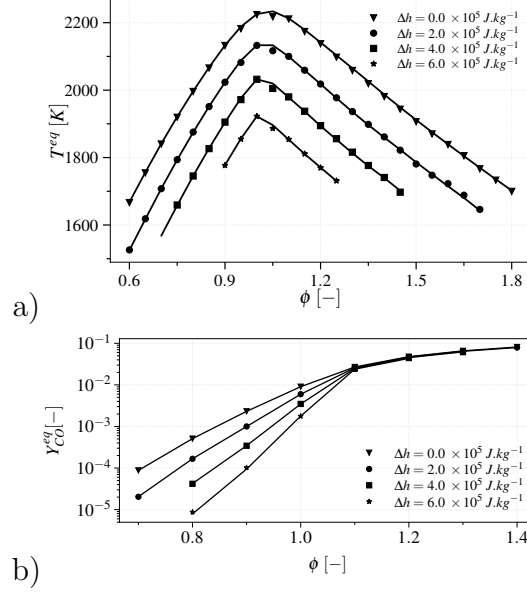 2200
2000
1800
1600
T^{eq} [K]
Δh = 0.0 × 10^5 J.kg^{-1}
Δh = 2.0 × 10^5 J.kg^{-1}
Δh = 4.0 × 10^5 J.kg^{-1}
Δh = 6.0 × 10^5 J.kg^{-1}
0.6 0.9 1.2 1.5 1.8
ϕ [−]
a)
10^{-1}
10^{-2}
10^{-3}
10^{-4}
10^{-5}
Y_{CO}^{eq}[−]
Δh = 0.0 × 10^5 J.kg^{-1}
Δh = 2.0 × 10^5 J.kg^{-1}
Δh = 4.0 × 10^5 J.kg^{-1}
Δh = 6.0 × 10^5 J.kg^{-1}
0.8 1.0 1.2 1.4
ϕ [−]
b)